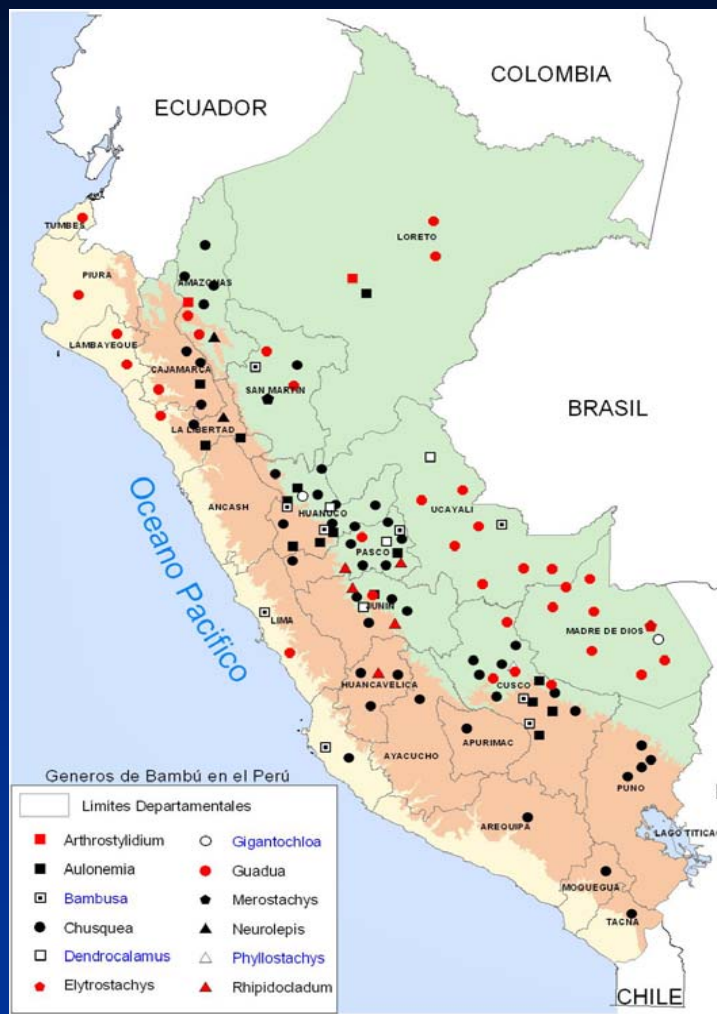 COLOMBIA
ECUADOR
TUMBES
LORETO
PIURA
AMAZONAS
LAMBAYEQUE
CAJAMARCA
SAN MARTIN
BRASIL
LA LIBERTAD
ANCASH
HUANUCO
UCAYALI
PASCO
Oceano Pacifico
LIMA
JUNIN
MADRE DE DIOS
HUANCAVELICA
CUSCO
AYACUCHO
APURIMAC
PUNO
AREQUIPA
LAGO TITICAC
MOQUEGUA
TACNA
CHILE
Generos de Bambú en el Perú
Limites Departamentales
Arthrostylidium
Aulonemia
Bambusa
Chusquea
Dendrocalamus
Elytrostachys
Gigantochloa
Guadua
Merostachys
Neurolepis
Phyllostachys
Rhipidocladum